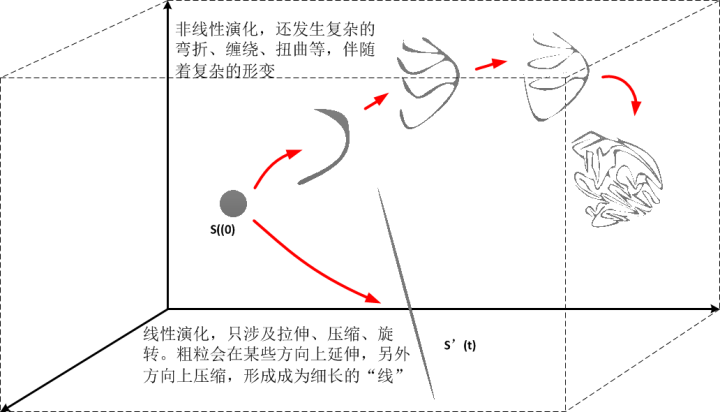 非线性演化，还发生复杂的
弯折、缠绕、扭曲等，伴随
着复杂的形变
S((0)
线性演化，只涉及拉伸、压缩、旋
转。粗粒会在某些方向上延伸，另外
方向上压缩，形成成为细长的“线”
S’(t)